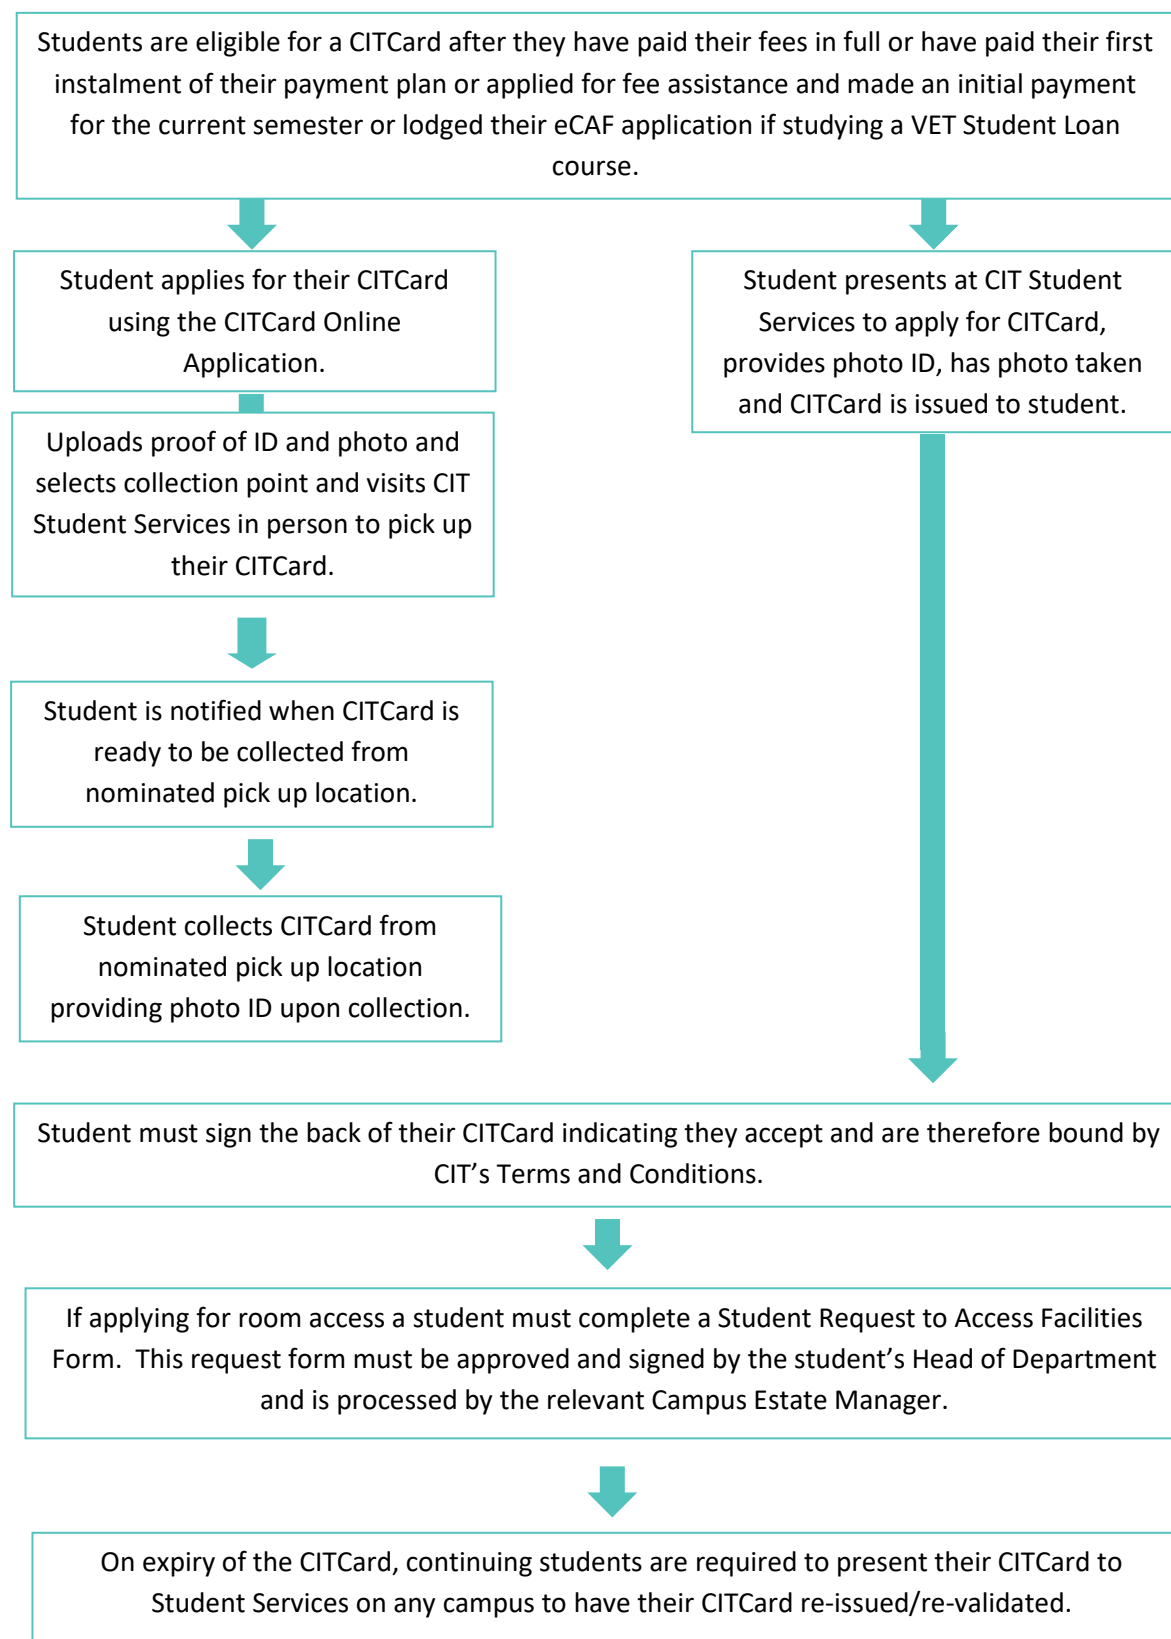 Students are eligible for a CITCard after they have paid their fees in full or have paid their first
instalment of their payment plan or applied for fee assistance and made an initial payment
for the current semester or lodged their eCAF application if studying a VET Student Loan
course.
Student applies for their CITCard
using the CITCard Online
Application.
Uploads proof of ID and photo and
selects collection point and visits CIT
Student Services in person to pick up
their CITCard.
Student is notified when CITCard is
ready to be collected from
nominated pick up location.
Student collects CITCard from
nominated pick up location
providing photo ID upon collection.
Student presents at CIT Student
Services to apply for CITCard,
provides photo ID, has photo taken
and CITCard is issued to student.
Student must sign the back of their CITCard indicating they accept and are therefore bound by
CIT’s Terms and Conditions.
If applying for room access a student must complete a Student Request to Access Facilities
Form.  This request form must be approved and signed by the student’s Head of Department
and is processed by the relevant Campus Estate Manager.
On expiry of the CITCard, continuing students are required to present their CITCard to
Student Services on any campus to have their CITCard re-issued/re-validated.